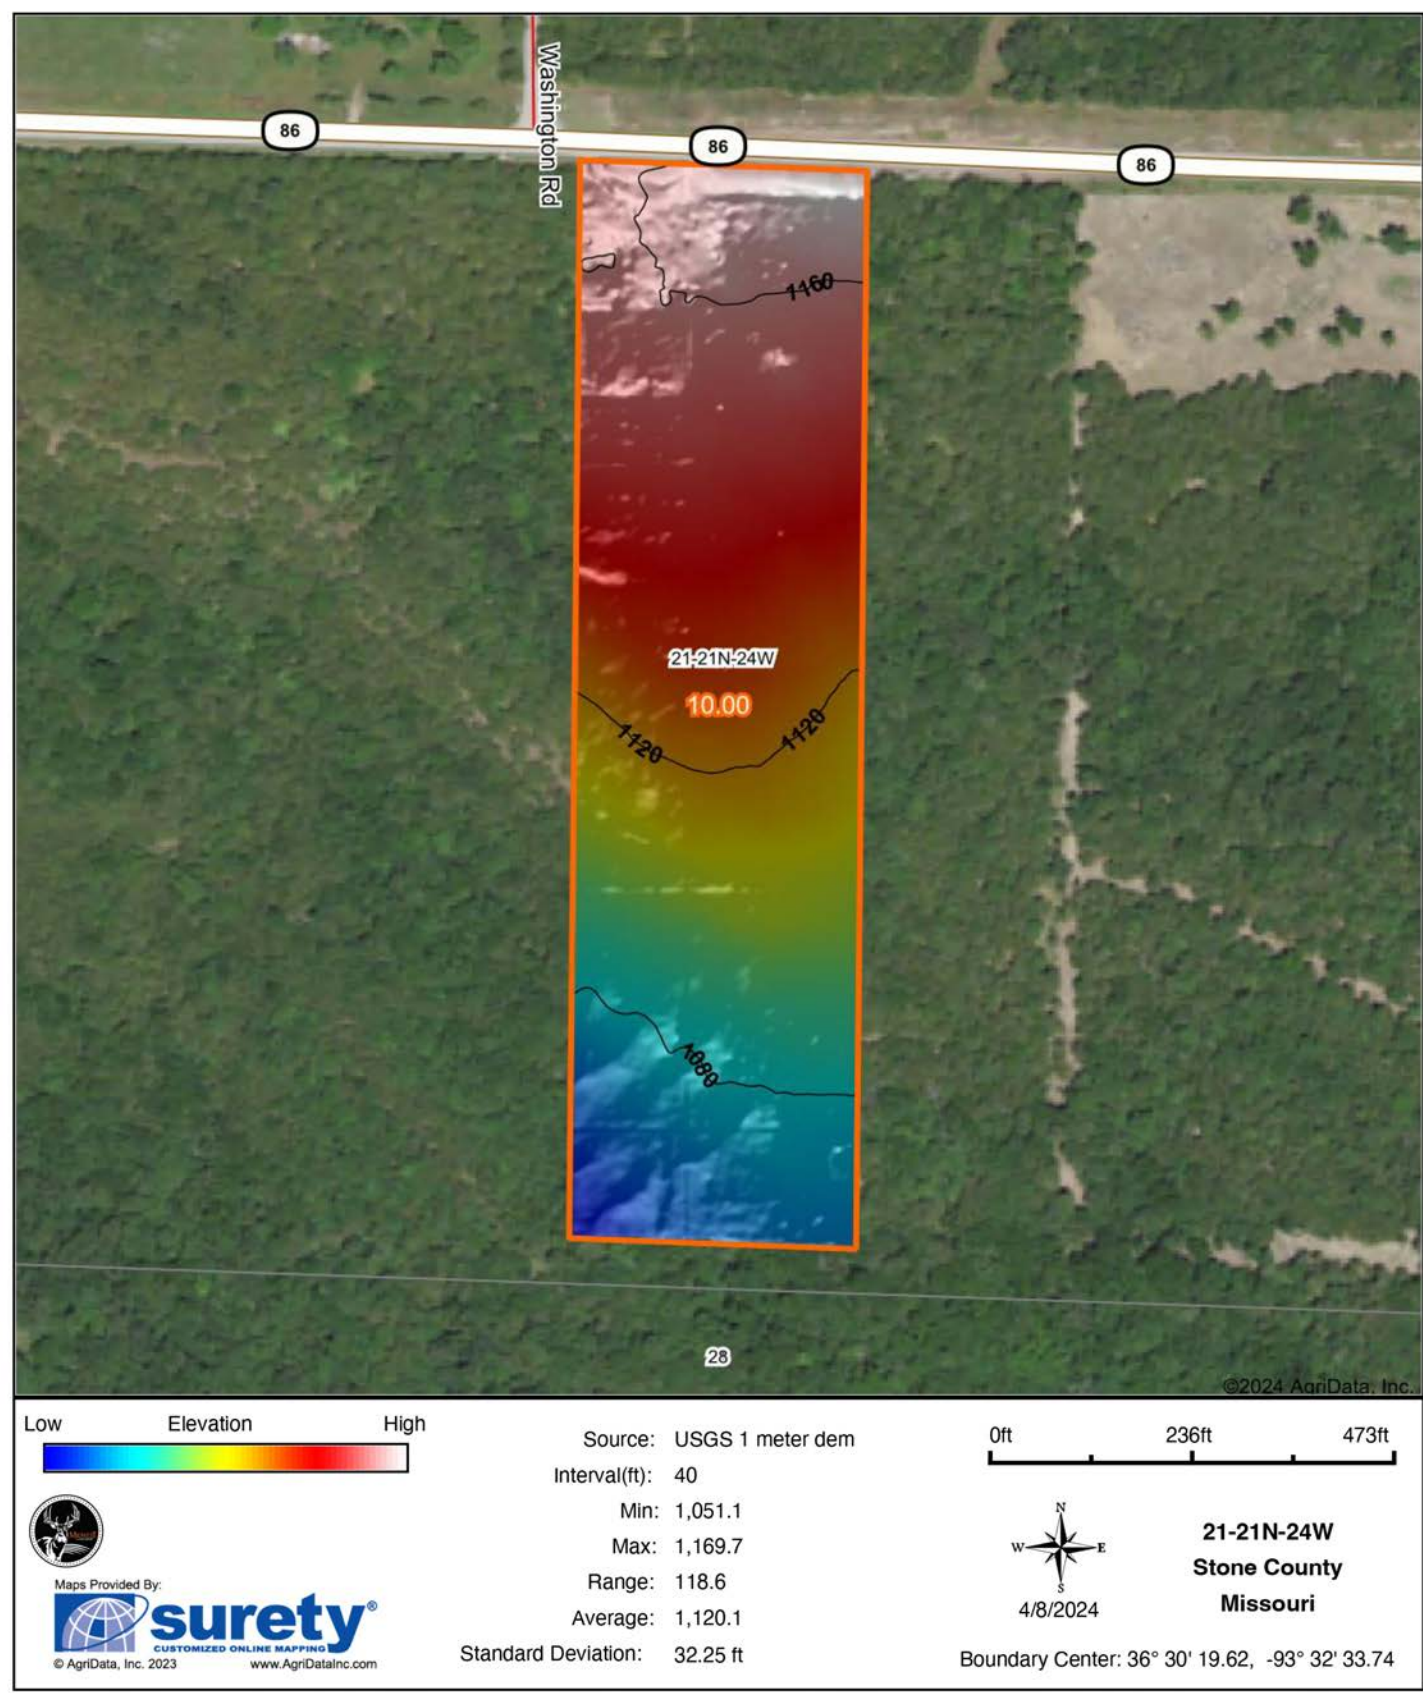 Washington Rd
86
86
86
1160
21-21N-24W
10.00
1120
1120
1080
28
©2024 AgriData, Inc.
Low Elevation High
Source: USGS 1 meter dem
Interval(ft): 40
Min: 1,051.1
Max: 1,169.7
Range: 118.6
Average: 1,120.1
Standard Deviation: 32.25 ft
0ft 236ft 473ft
N
W E
S
4/8/2024
21-21N-24W
Stone County
Missouri
Boundary Center: 36° 30' 19.62, -93° 32' 33.74
Maps Provided By:
surety®
CUSTOMIZED ONLINE MAPPING
© AgriData, Inc. 2023 www.AgriDataInc.com